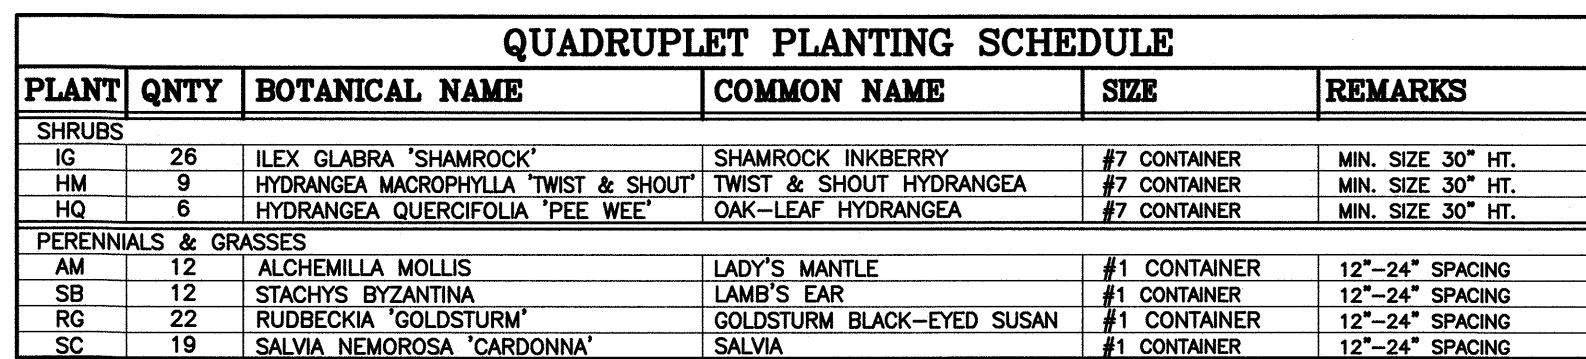 QUADRUPLET PLANTING SCHEDULE
PLANT QNTY BOTANICAL NAME COMMON NAME SIZE REMARKS
SHRUBS
IG 26 ILEX GLABRA 'SHAMROCK' SHAMROCK INKBERRY #7 CONTAINER MIN. SIZE 30" HT.
HM 9 HYDRANGEA MACROPHYLLA 'TWIST & SHOUT' TWIST & SHOUT HYDRANGEA #7 CONTAINER MIN. SIZE 30" HT.
HQ 6 HYDRANGEA QUERCIFOLIA 'PEE WEE' OAK-LEAF HYDRANGEA #7 CONTAINER MIN. SIZE 30" HT.
PERENNIALS & GRASSES
AM 12 ALCHEMILLA MOLLIS LADY'S MANTLE #1 CONTAINER 12"-24" SPACING
SB 12 STACHYS BYZANTINA LAMB'S EAR #1 CONTAINER 12"-24" SPACING
RG 22 RUDBECKIA 'GOLDSTURM' GOLDSTURM BLACK-EYED SUSAN #1 CONTAINER 12"-24" SPACING
SC 19 SALVIA NEMOROSA 'CARDONNA' SALVIA #1 CONTAINER 12"-24" SPACING